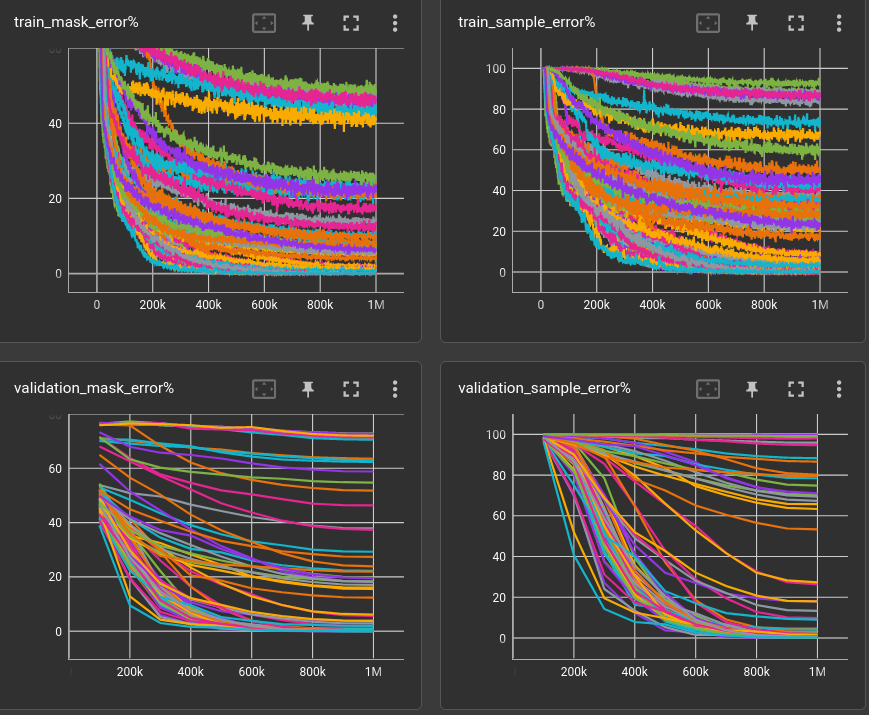 train_mask_error%
60
40
20
0
0 200k 400k 600k 800k 1M
train_sample_error%
100
80
60
40
20
0
0 200k 400k 600k 800k 1M
validation_mask_error%
80
60
40
20
0
200k 400k 600k 800k 1M
validation_sample_error%
100
80
60
40
20
0
200k 400k 600k 800k 1M